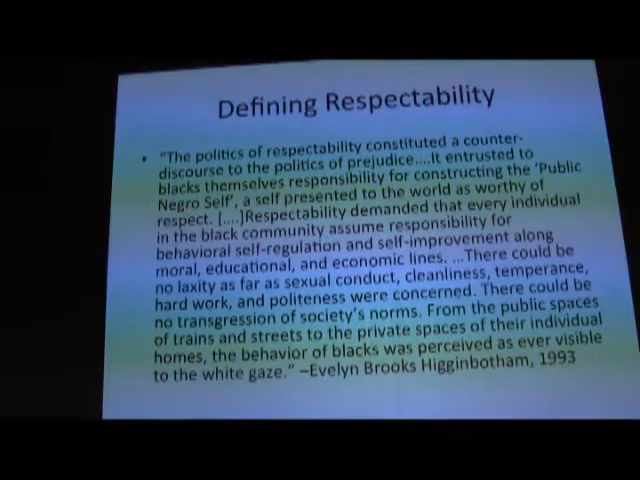 Defining Respectability
• "The politics of respectability constituted a counter-
discourse to the politics of prejudice....It entrusted to
blacks themselves responsibility for constructing the 'Public
Negro Self', a self presented to the world as worthy of
respect. [....]Respectability demanded that every individual
in the black community assume responsibility for
behavioral self-regulation and self-improvement along
moral, educational, and economic lines. ...There could be
no laxity as far as sexual conduct, cleanliness, temperance,
hard work, and politeness were concerned. There could be
no transgression of society's norms. From the public spaces
of trains and streets to the private spaces of their individual
homes, the behavior of blacks was perceived as ever visible
to the white gaze." –Evelyn Brooks Higginbotham, 1993